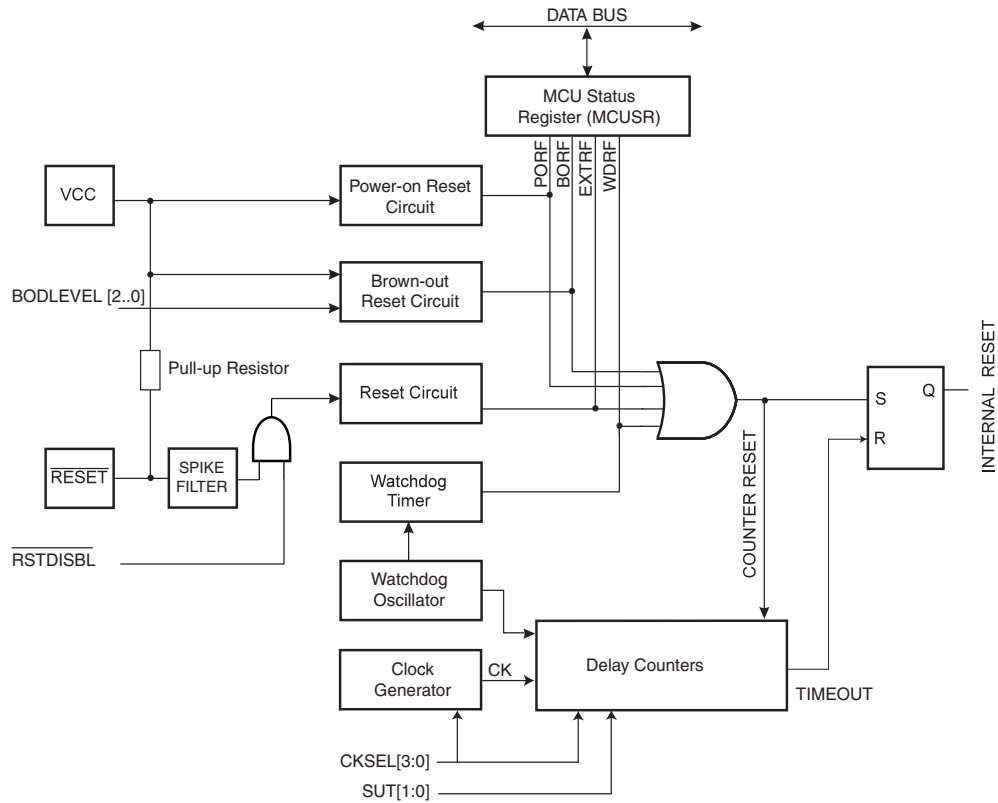 DATA BUS
MCU Status
Register (MCUSR)
PORF
BORF
EXTRF
WDRF
VCC
Power-on Reset
Circuit
BODLEVEL [2..0]
Brown-out
Reset Circuit
Pull-up Resistor
Reset Circuit
S
Q
R
INTERNAL RESET
RESET
SPIKE
FILTER
Watchdog
Timer
COUNTER RESET
RSTDISBL
Watchdog
Oscillator
Clock
Generator
CK
Delay Counters
TIMEOUT
CKSEL[3:0]
SUT[1:0]